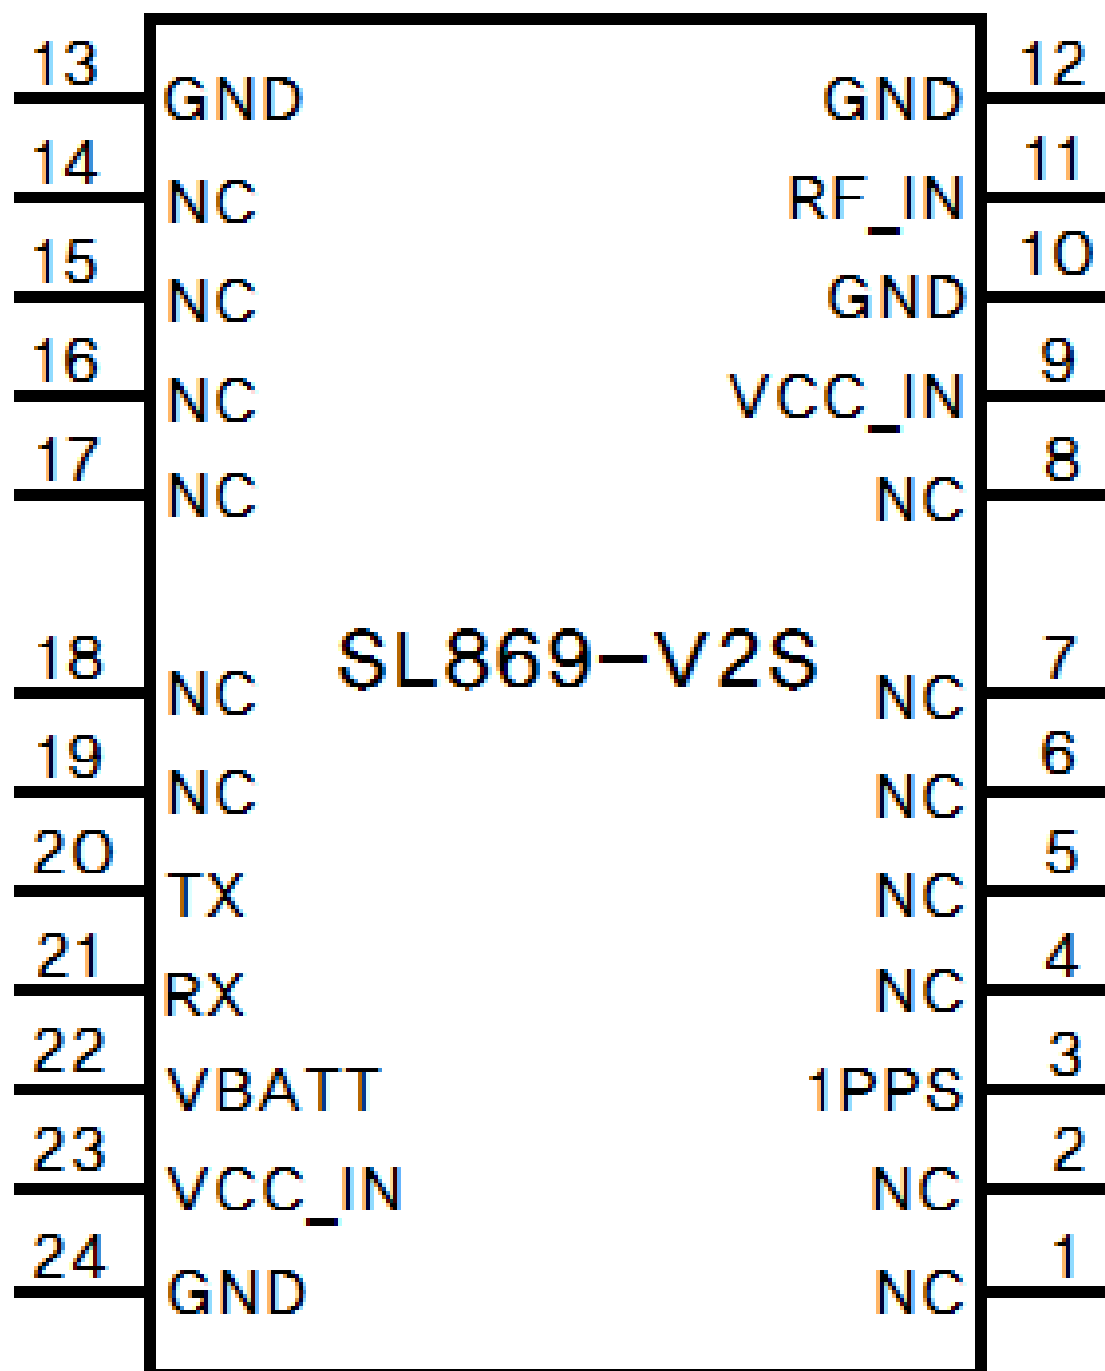 13 GND GND 12
14 NC RF_IN 11
15 NC GND 10
16 NC VCC_IN 9
17 NC NC 8
SL869-V2S
18 NC NC 7
19 NC NC 6
20 TX NC 5
21 RX NC 4
22 VBATT 1PPS 3
23 VCC_IN NC 2
24 GND NC 1